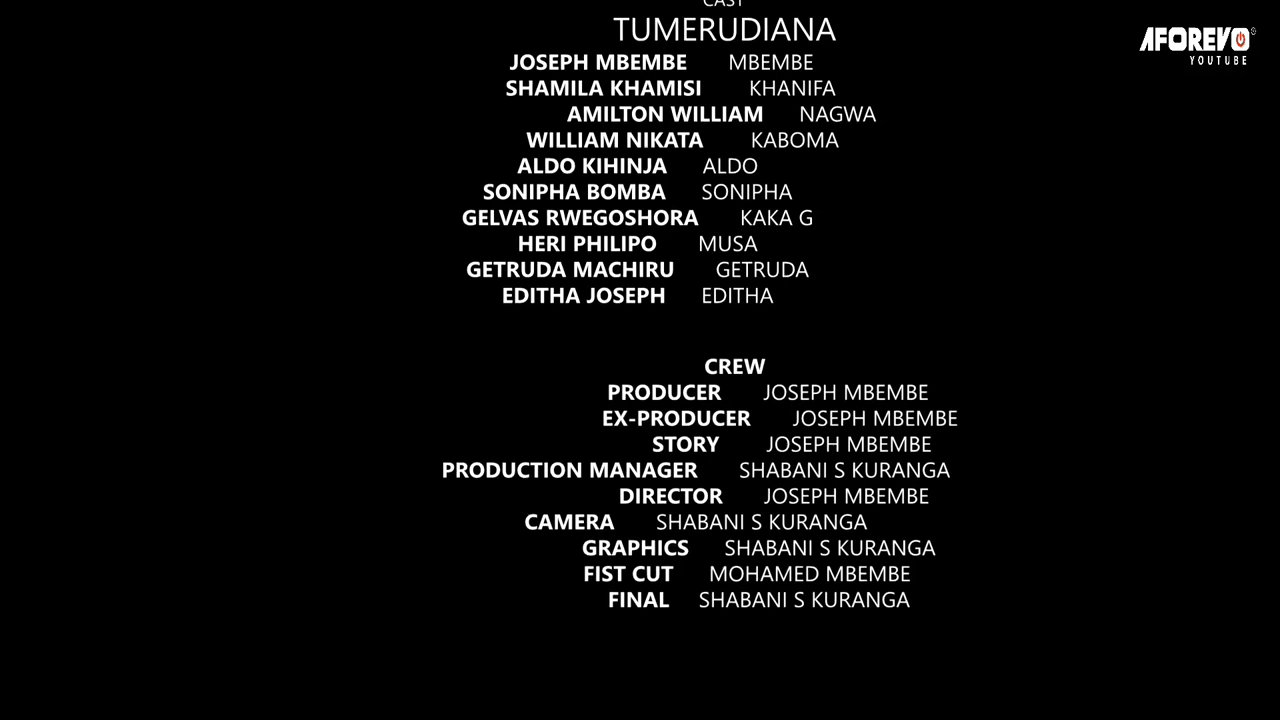 CAST
TUMERUDIANA
JOSEPH MBEMBE MBEMBE
SHAMILA KHAMISI KHANIFA
AMILTON WILLIAM NAGWA
WILLIAM NIKATA KABOMA
ALDO KIHINJA ALDO
SONIPHA BOMBA SONIPHA
GELVAS RWEGOSHORA KAKA G
HERI PHILIPO MUSA
GETRUDA MACHIRU GETRUDA
EDITHA JOSEPH EDITHA
CREW
PRODUCER JOSEPH MBEMBE
EX-PRODUCER JOSEPH MBEMBE
STORY JOSEPH MBEMBE
PRODUCTION MANAGER SHABANI S KURANGA
DIRECTOR JOSEPH MBEMBE
CAMERA SHABANI S KURANGA
GRAPHICS SHABANI S KURANGA
FIST CUT MOHAMED MBEMBE
FINAL SHABANI S KURANGA
AFOREVO
YOUTUBE